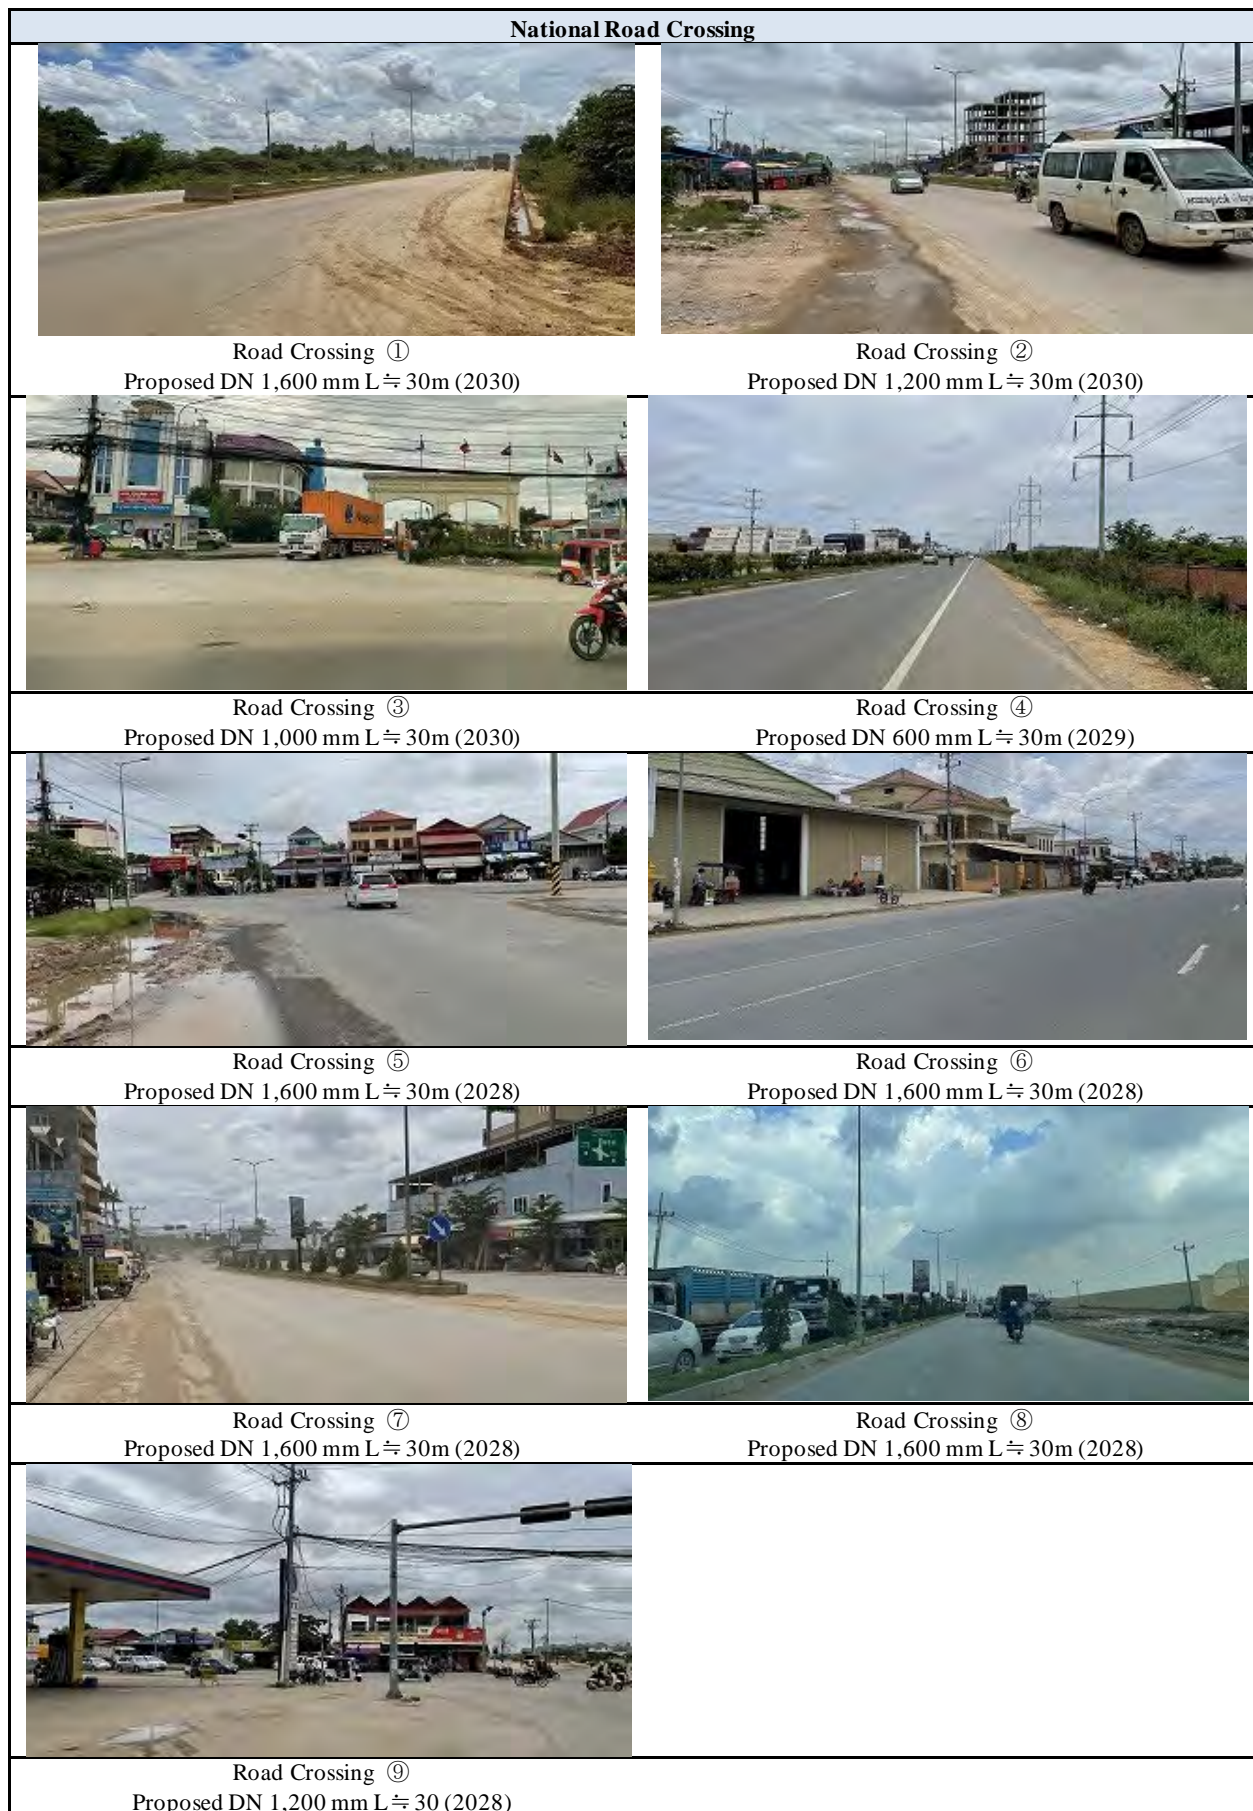 National Road Crossing
Road Crossing ①
Proposed DN 1,600 mm L≒30m (2030)
Road Crossing ②
Proposed DN 1,200 mm L≒30m (2030)
Road Crossing ③
Proposed DN 1,000 mm L≒30m (2030)
Road Crossing ④
Proposed DN 600 mm L≒30m (2029)
Road Crossing ⑤
Proposed DN 1,600 mm L≒30m (2028)
Road Crossing ⑥
Proposed DN 1,600 mm L≒30m (2028)
Road Crossing ⑦
Proposed DN 1,600 mm L≒30m (2028)
Road Crossing ⑧
Proposed DN 1,600 mm L≒30m (2028)
Road Crossing ⑨
Proposed DN 1,200 mm L≒30 (2028)